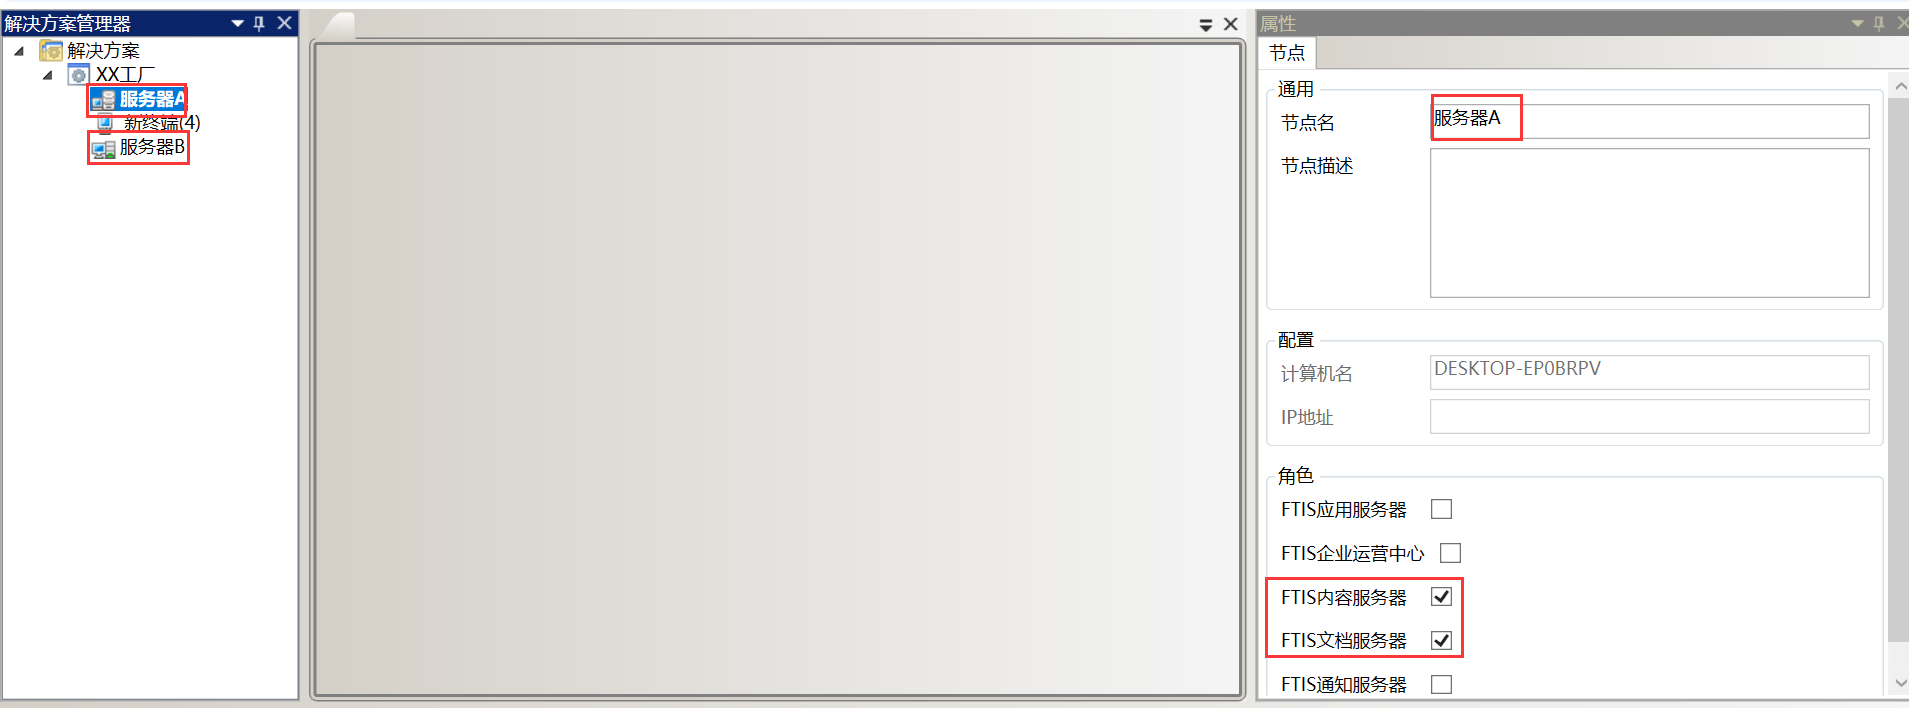 解决方案管理器
解决方案
XX工厂
服务器A
新终端(4)
服务器B
属性
节点
通用
节点名
服务器A
节点描述
配置
计算机名
DESKTOP-EP0BRPV
IP地址
角色
FTIS应用服务器
FTIS企业运营中心
FTIS内容服务器
FTIS文档服务器
FTIS通知服务器